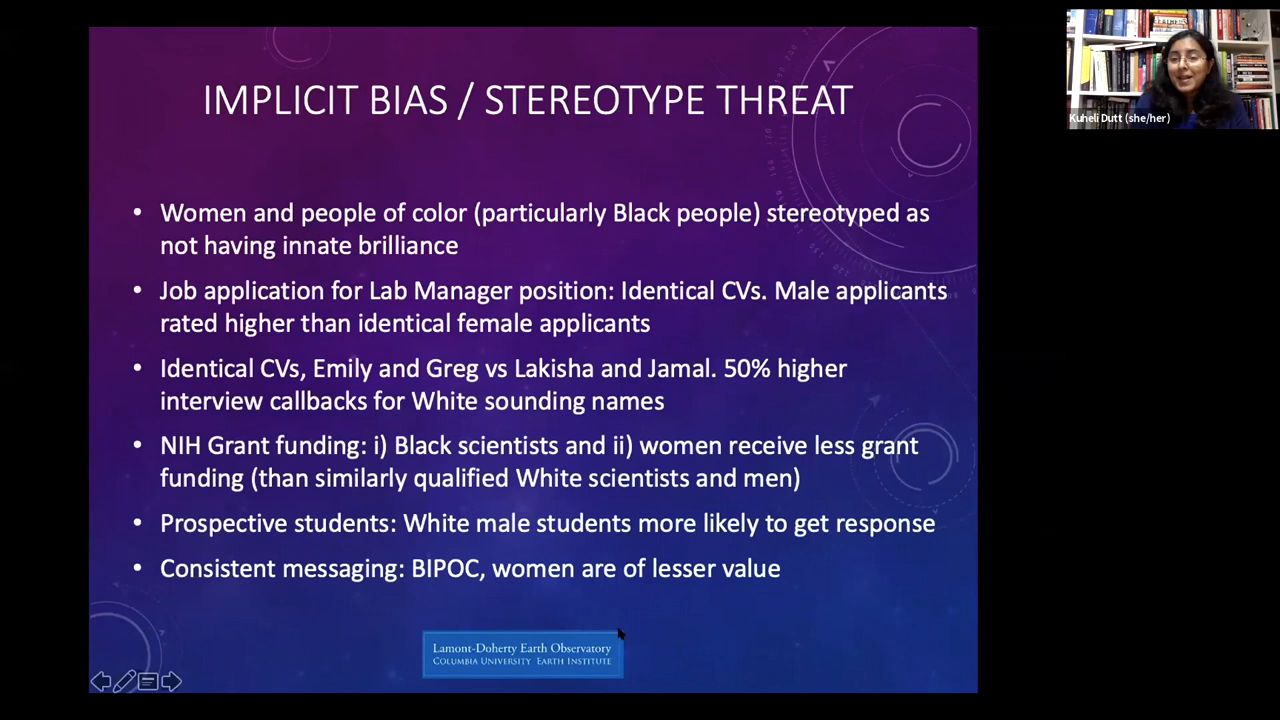 IMPLICIT BIAS / STEREOTYPE THREAT
• Women and people of color (particularly Black people) stereotyped as
not having innate brilliance
• Job application for Lab Manager position: Identical CVs. Male applicants
rated higher than identical female applicants
• Identical CVs, Emily and Greg vs Lakisha and Jamal. 50% higher
interview callbacks for White sounding names
• NIH Grant funding: i) Black scientists and ii) women receive less grant
funding (than similarly qualified White scientists and men)
• Prospective students: White male students more likely to get response
• Consistent messaging: BIPOC, women are of lesser value
Lamont-Doherty Earth Observatory
COLUMBIA UNIVERSITY EARTH INSTITUTE
Kuheli Dutt (she/her)